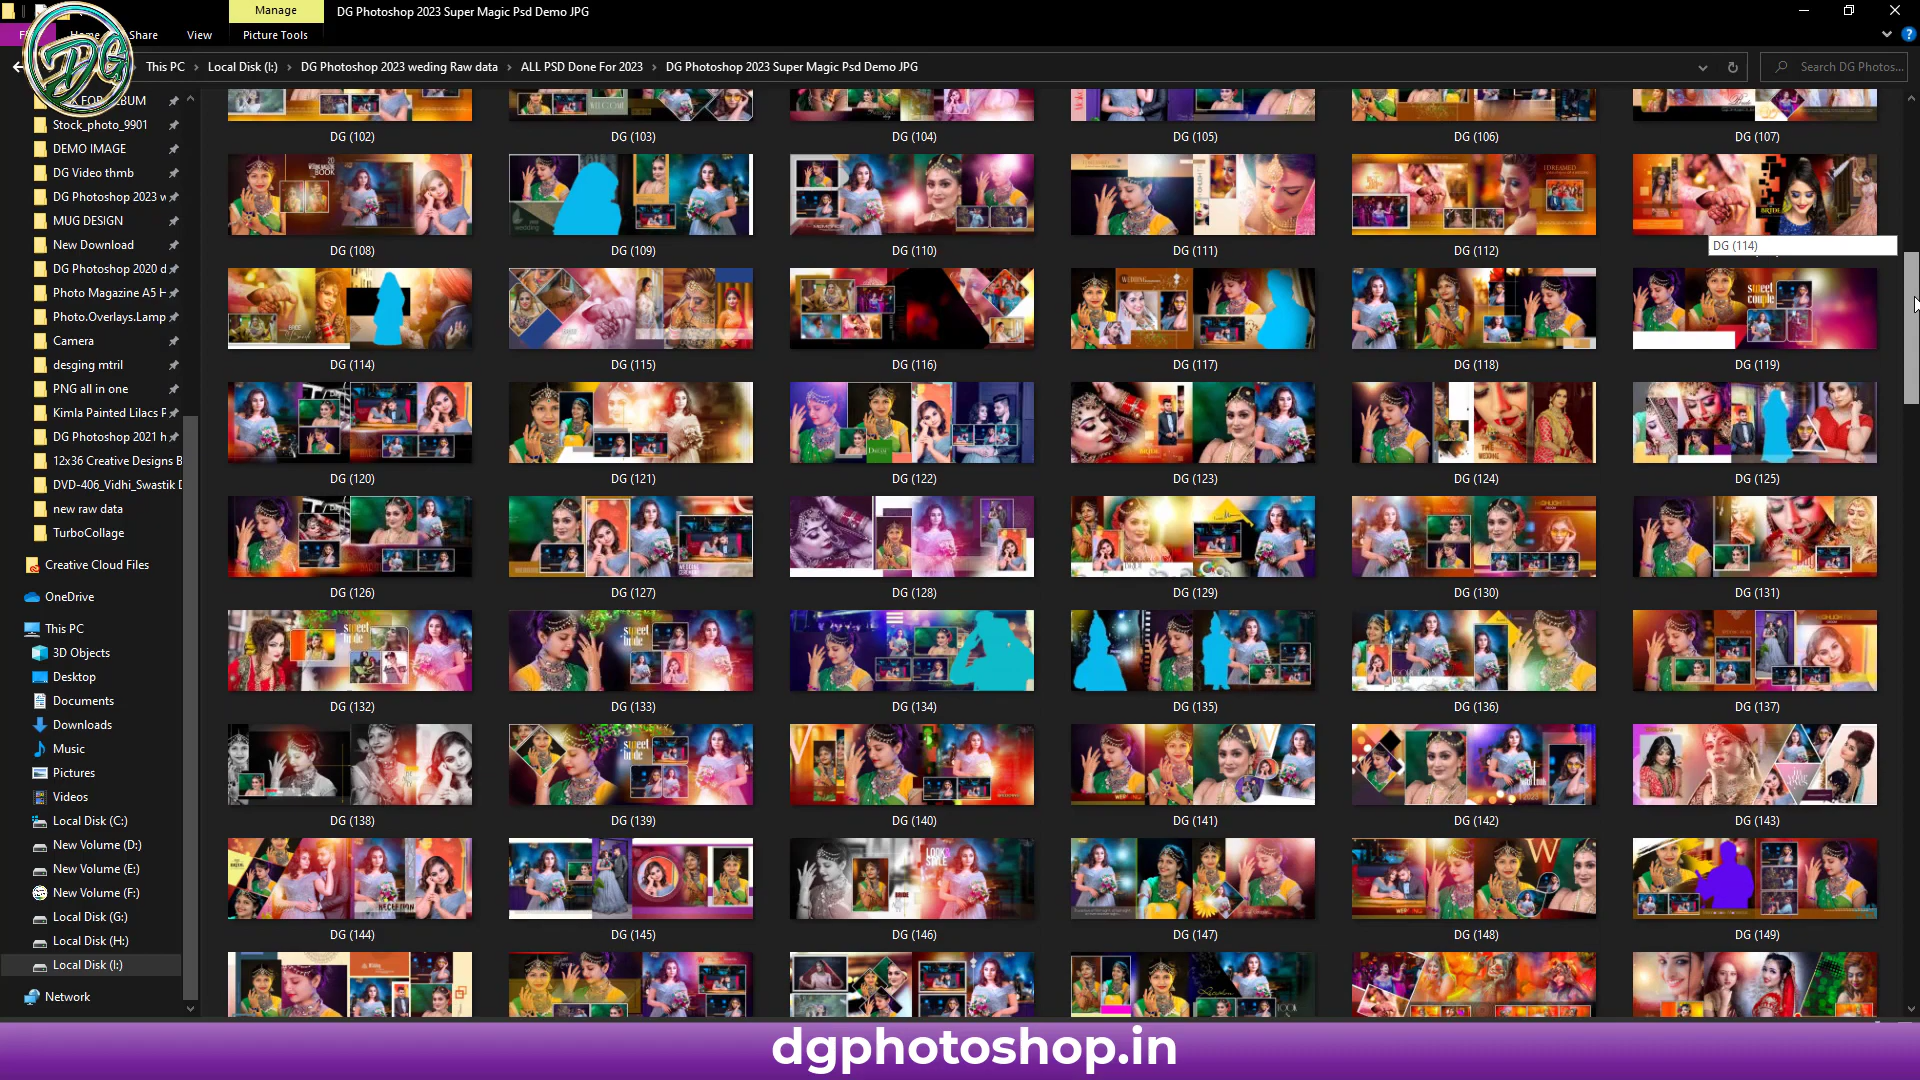 Manage
DG Photoshop 2023 Super Magic Psd Demo JPG
Home
Share
View
Picture Tools
DG
This PC
Local Disk (I:)
DG Photoshop 2023 weding Raw data
ALL PSD Done For 2023
DG Photoshop 2023 Super Magic Psd Demo JPG
Search DG Photos...
Stock_photo_9901
DEMO IMAGE
DG Video thmb
DG Photoshop 2023 w
MUG DESIGN
New Download
DG Photoshop 2020 d
Photo Magazine A5 H
Photo.Overlays.Lamp
Camera
desging mtril
PNG all in one
Kimla Painted Lilacs P
DG Photoshop 2021 h
12x36 Creative Designs B
DVD-406_Vidhi_Swastik D
new raw data
TurboCollage
Creative Cloud Files
OneDrive
This PC
3D Objects
Desktop
Documents
Downloads
Music
Pictures
Videos
Local Disk (C:)
New Volume (D:)
New Volume (E:)
New Volume (F:)
Local Disk (G:)
Local Disk (H:)
Local Disk (I:)
Network
DG (102)
DG (103)
DG (104)
DG (105)
DG (106)
DG (107)
DG (108)
DG (109)
DG (110)
DG (111)
DG (112)
DG (114)
DG (114)
DG (115)
DG (116)
DG (117)
DG (118)
sweet
couple
DG (119)
DG (120)
DG (121)
DG (122)
DG (123)
DG (124)
DG (125)
DG (126)
DG (127)
DG (128)
DG (129)
DG (130)
DG (131)
sweet
bride
DG (132)
sweet
bride
DG (133)
DG (134)
DG (135)
DG (136)
DG (137)
DG (138)
sweet
bride
DG (139)
DG (140)
DG (141)
DG (142)
DG (143)
RECEPTION
DG (144)
DG (145)
DG (146)
DG (147)
DG (148)
DG (149)
dgphotoshop.in